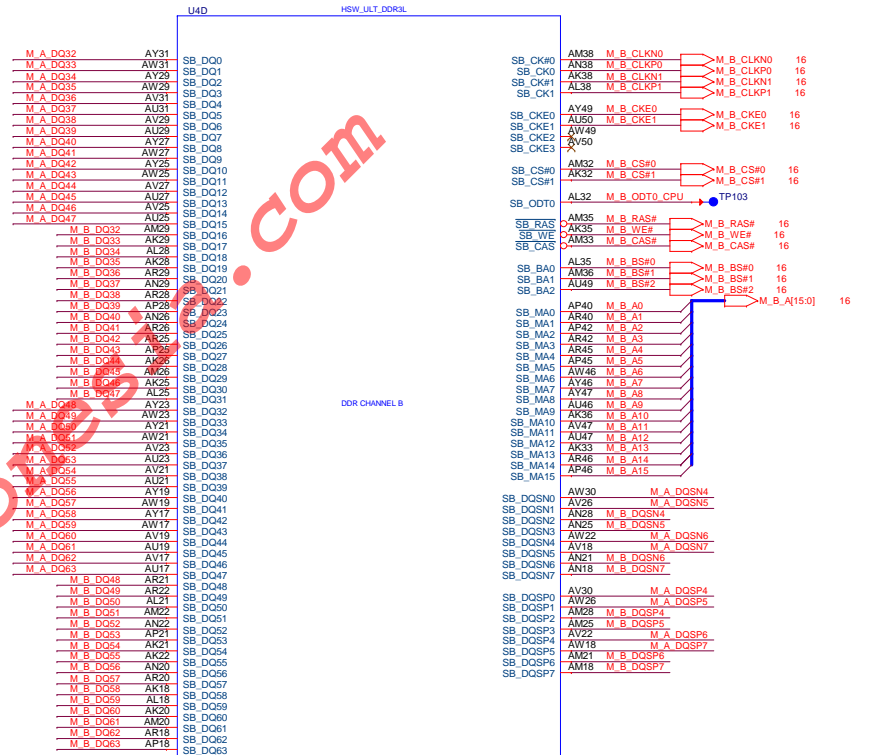 U4D HSW_ULT_DDR3L
M_A_DQ32 AY31 SB_DQ0
M_A_DQ33 AW31 SB_DQ1
M_A_DQ34 AY29 SB_DQ2
M_A_DQ35 AW29 SB_DQ3
M_A_DQ36 AV31 SB_DQ4
M_A_DQ37 AU31 SB_DQ5
M_A_DQ38 AV29 SB_DQ6
M_A_DQ39 AU29 SB_DQ7
M_A_DQ40 AY27 SB_DQ8
M_A_DQ41 AW27 SB_DQ9
M_A_DQ42 AY25 SB_DQ10
M_A_DQ43 AW25 SB_DQ11
M_A_DQ44 AV27 SB_DQ12
M_A_DQ45 AU27 SB_DQ13
M_A_DQ46 AV25 SB_DQ14
M_A_DQ47 AU25 SB_DQ15
M_B_DQ32 AM29 SB_DQ16
M_B_DQ33 AK29 SB_DQ17
M_B_DQ34 AL28 SB_DQ18
M_B_DQ35 AK28 SB_DQ19
M_B_DQ36 AR29 SB_DQ20
M_B_DQ37 AN29 SB_DQ21
M_B_DQ38 AR28 SB_DQ22
M_B_DQ39 AP28 SB_DQ23
M_B_DQ40 AN26 SB_DQ24
M_B_DQ41 AR26 SB_DQ25
M_B_DQ42 AR25 SB_DQ26
M_B_DQ43 AP25 SB_DQ27
M_B_DQ44 AK26 SB_DQ28
M_B_DQ45 AM26 SB_DQ29
M_B_DQ46 AK25 SB_DQ30
M_B_DQ47 AL25 SB_DQ31
M_A_DQ48 AY23 SB_DQ32
M_A_DQ49 AW23 SB_DQ33
M_A_DQ50 AY21 SB_DQ34
M_A_DQ51 AW21 SB_DQ35
M_A_DQ52 AV23 SB_DQ36
M_A_DQ53 AU23 SB_DQ37
M_A_DQ54 AV21 SB_DQ38
M_A_DQ55 AU21 SB_DQ39
M_A_DQ56 AY19 SB_DQ40
M_A_DQ57 AW19 SB_DQ41
M_A_DQ58 AY17 SB_DQ42
M_A_DQ59 AW17 SB_DQ43
M_A_DQ60 AV19 SB_DQ44
M_A_DQ61 AU19 SB_DQ45
M_A_DQ62 AV17 SB_DQ46
M_A_DQ63 AU17 SB_DQ47
M_B_DQ48 AR21 SB_DQ48
M_B_DQ49 AR22 SB_DQ49
M_B_DQ50 AL21 SB_DQ50
M_B_DQ51 AM22 SB_DQ51
M_B_DQ52 AN22 SB_DQ52
M_B_DQ53 AP21 SB_DQ53
M_B_DQ54 AK21 SB_DQ54
M_B_DQ55 AK22 SB_DQ55
M_B_DQ56 AN20 SB_DQ56
M_B_DQ57 AR20 SB_DQ57
M_B_DQ58 AK18 SB_DQ58
M_B_DQ59 AL18 SB_DQ59
M_B_DQ60 AK20 SB_DQ60
M_B_DQ61 AM20 SB_DQ61
M_B_DQ62 AR18 SB_DQ62
M_B_DQ63 AP18 SB_DQ63
DDR CHANNEL B
SB_CK#0 AM38 M_B_CLKN0 M_B_CLKN0 16
SB_CK0 AN38 M_B_CLKP0 M_B_CLKP0 16
SB_CK#1 AK38 M_B_CLKN1 M_B_CLKN1 16
SB_CK1 AL38 M_B_CLKP1 M_B_CLKP1 16
SB_CKE0 AY49 M_B_CKE0 M_B_CKE0 16
SB_CKE1 AU50 M_B_CKE1 M_B_CKE1 16
SB_CKE2 AW49
SB_CKE3 AV50
SB_CS#0 AM32 M_B_CS#0 M_B_CS#0 16
SB_CS#1 AK32 M_B_CS#1 M_B_CS#1 16
SB_ODT0 AL32 M_B_ODT0_CPU TP103
SB_RAS AM35 M_B_RAS# M_B_RAS# 16
SB_WE AK35 M_B_WE# M_B_WE# 16
SB_CAS AM33 M_B_CAS# M_B_CAS# 16
SB_BA0 AL35 M_B_BS#0 M_B_BS#0 16
SB_BA1 AM36 M_B_BS#1 M_B_BS#1 16
SB_BA2 AU49 M_B_BS#2 M_B_BS#2 16
M_B_A[15:0] 16
SB_MA0 AP40 M_B_A0
SB_MA1 AR40 M_B_A1
SB_MA2 AP42 M_B_A2
SB_MA3 AR42 M_B_A3
SB_MA4 AR45 M_B_A4
SB_MA5 AP45 M_B_A5
SB_MA6 AW46 M_B_A6
SB_MA7 AY46 M_B_A7
SB_MA8 AY47 M_B_A8
SB_MA9 AU46 M_B_A9
SB_MA10 AK36 M_B_A10
SB_MA11 AV47 M_B_A11
SB_MA12 AU47 M_B_A12
SB_MA13 AK33 M_B_A13
SB_MA14 AR46 M_B_A14
SB_MA15 AP46 M_B_A15
SB_DQSN0 AW30 M_A_DQSN4
SB_DQSN1 AV26 M_A_DQSN5
SB_DQSN2 AN28 M_B_DQSN4
SB_DQSN3 AN25 M_B_DQSN5
SB_DQSN4 AW22 M_A_DQSN6
SB_DQSN5 AV18 M_A_DQSN7
SB_DQSN6 AN21 M_B_DQSN6
SB_DQSN7 AN18 M_B_DQSN7
SB_DQSP0 AV30 M_A_DQSP4
SB_DQSP1 AW26 M_A_DQSP5
SB_DQSP2 AM28 M_B_DQSP4
SB_DQSP3 AM25 M_B_DQSP5
SB_DQSP4 AV22 M_A_DQSP6
SB_DQSP5 AW18 M_A_DQSP7
SB_DQSP6 AM21 M_B_DQSP6
SB_DQSP7 AM18 M_B_DQSP7
onesia.com